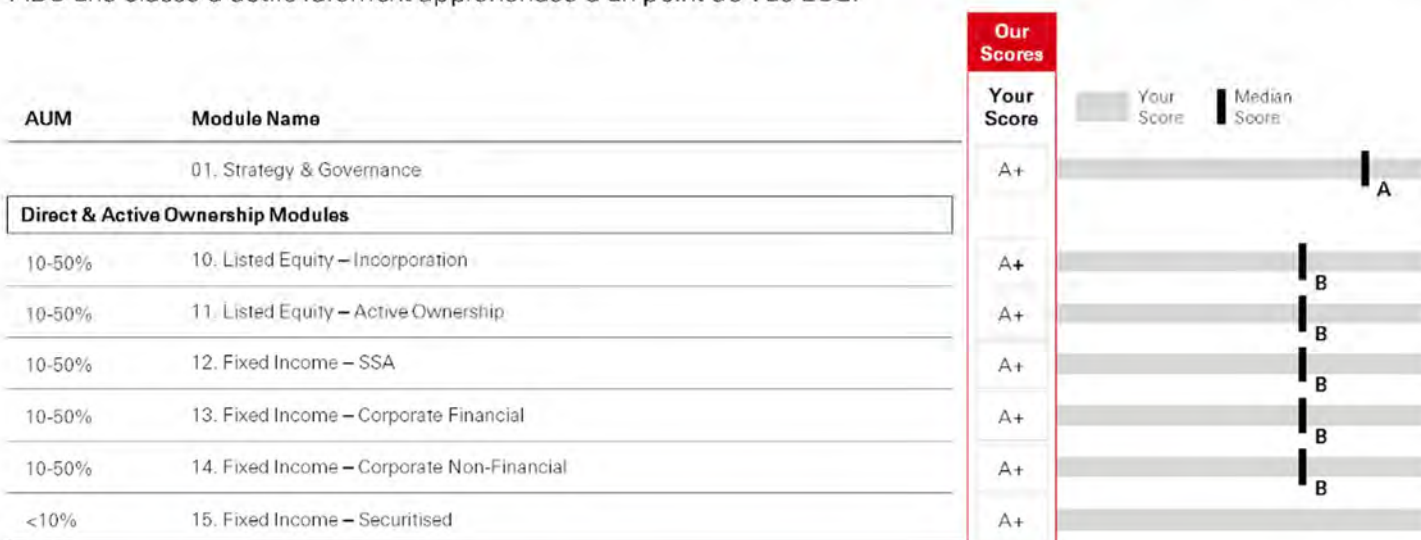 Our
Scores
AUM Module Name Your
Score Your
Score Median
Score
01. Strategy & Governance A+ A
Direct & Active Ownership Modules
10-50% 10. Listed Equity – Incorporation A+ B
10-50% 11. Listed Equity – Active Ownership A+ B
10-50% 12. Fixed Income – SSA A+ B
10-50% 13. Fixed Income – Corporate Financial A+ B
10-50% 14. Fixed Income – Corporate Non-Financial A+ B
<10% 15. Fixed Income – Securitised A+